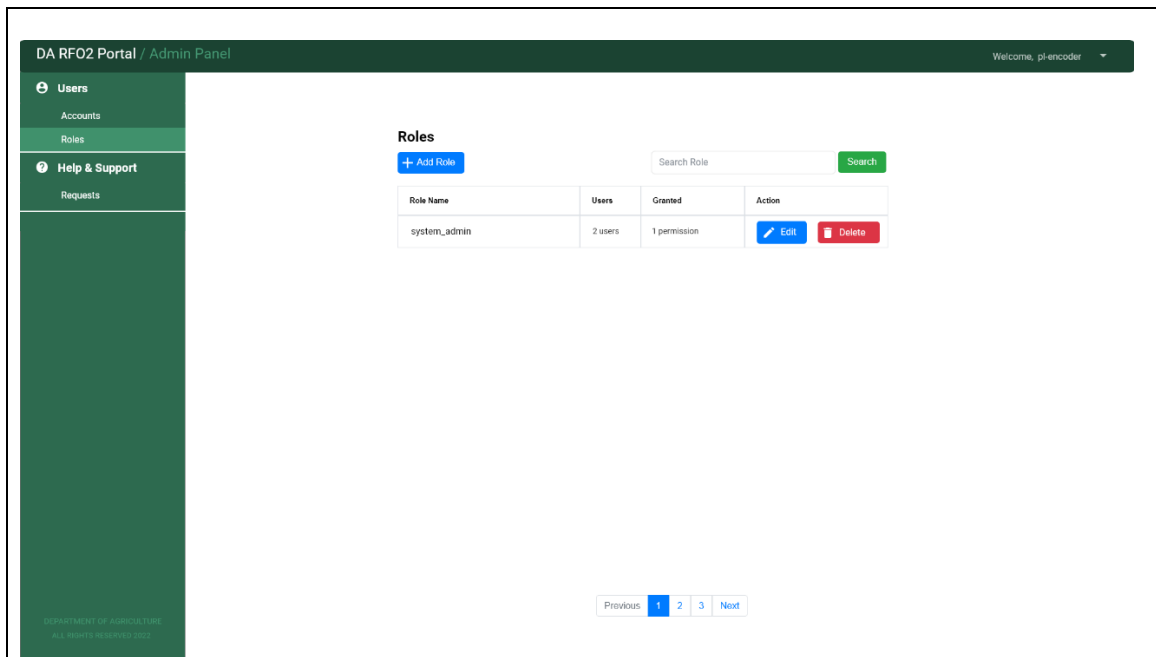 DA RFO2 Portal / Admin Panel
Welcome, pl-encoder
Users
Accounts
Roles
Help & Support
Requests
Roles
Add Role
Search Role
Search
Role Name Users Granted Action
system_admin 2 users 1 permission Edit Delete
Previous 1 2 3 Next
DEPARTMENT OF AGRICULTURE
ALL RIGHTS RESERVED 2022